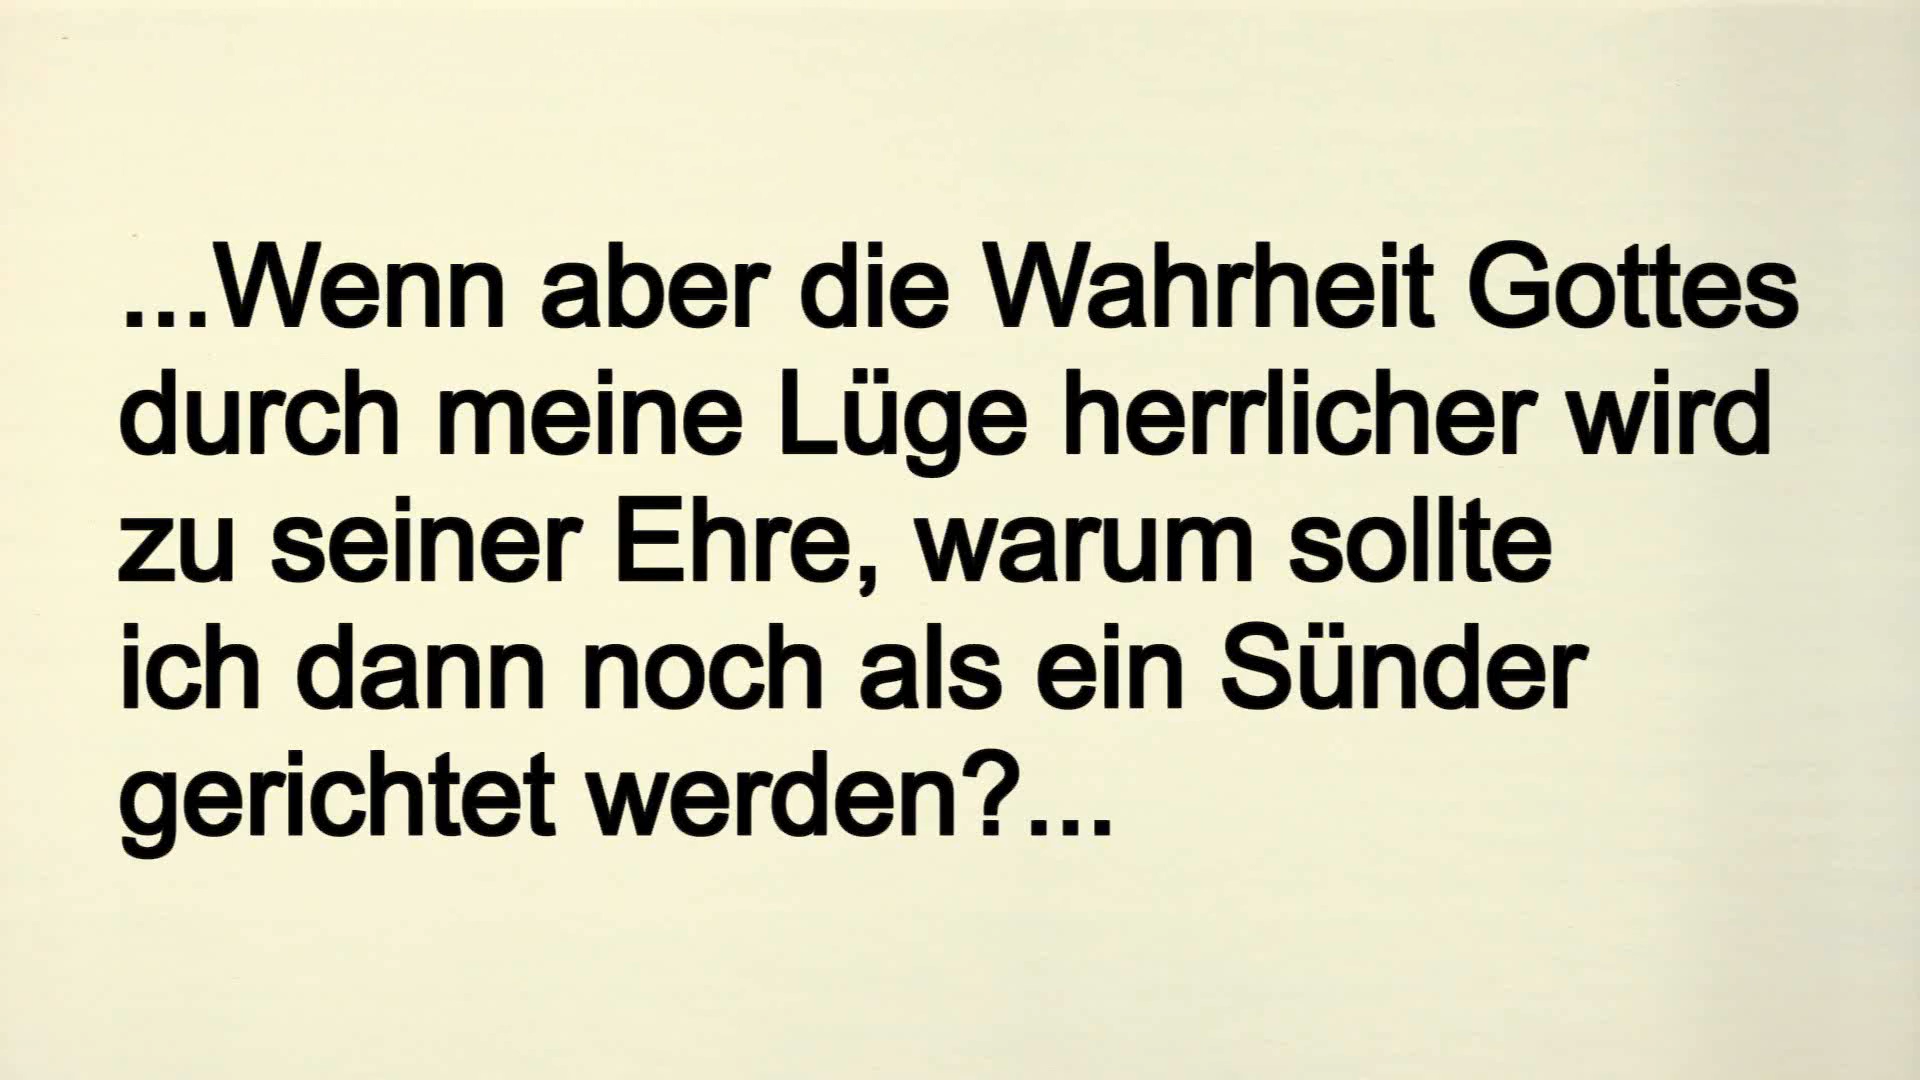 ...Wenn aber die Wahrheit Gottes
durch meine Lüge herrlicher wird
zu seiner Ehre, warum sollte
ich dann noch als ein Sünder
gerichtet werden?...